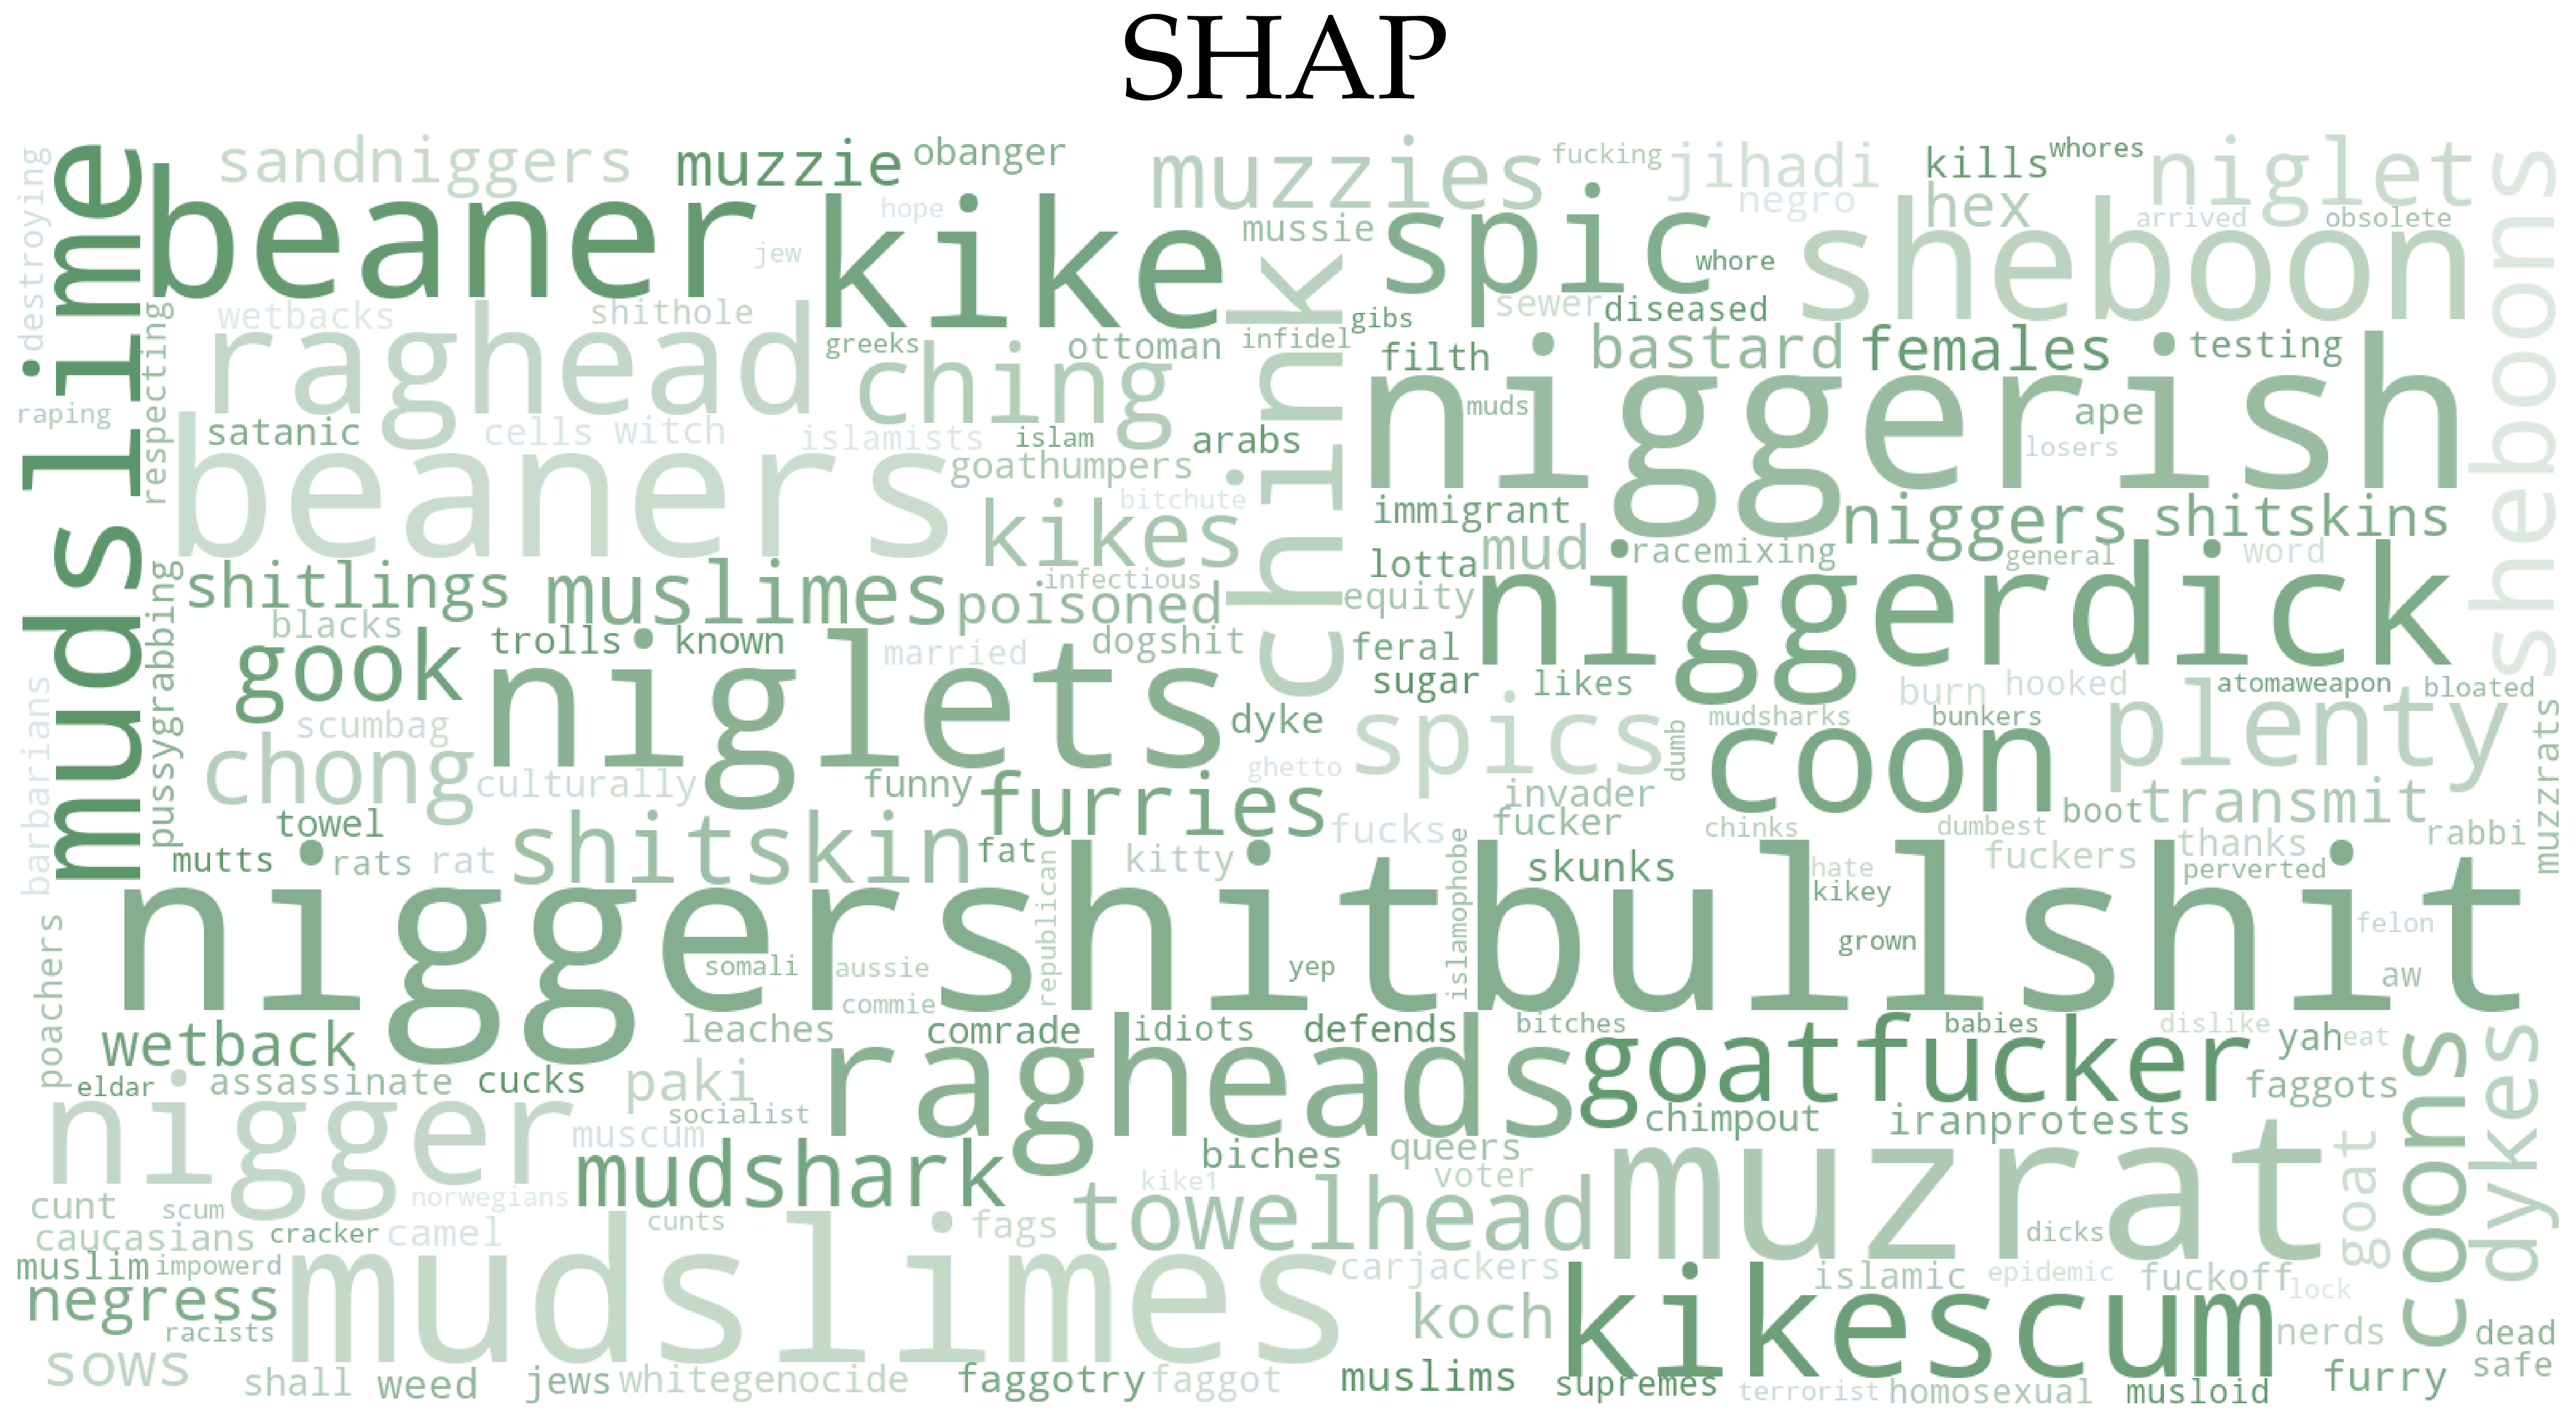 SHAP
destroying
mudslime
sandniggers
muzzie
obanger
muzzies
fucking
jihadi
kills
whores
niglet
sheboons
beaner
kike
hope
jew
mussie
spic
negro
hex
arrived
obsolete
sheboon
whore
wetbacks
shithole
raghead
greeks
ching
ottoman
chink
infidel
gibs
sewer
diseased
filth
bastard
females
testing
respecting
raping
satanic
cells
witch
islamists
islam
arabs
niggerish
muds
ape
losers
beaners
goathumpers
bitchute
kikes
immigrant
niggers
shitskins
shitlings
muslimes
infectious
poisoned
lotta
mud
racemixing
general
word
equity
niggerdick
pussygrabbing
blacks
trolls
known
married
dogshit
feral
gook
niglets
sugar
likes
burn
hooked
atomaweapon
bloated
barbarians
scumbag
dyke
spics
dumb
mudsharks
bunkers
coon
plenty
muzzrats
chong
culturally
funny
ghetto
furries
invader
boot
transmit
towel
shitskin
fucks
fucker
chinks
dumbest
thanks
rabbi
mutts
rats
rat
fat
kitty
islamophobe
skunks
hate
fuckers
perverted
kikey
niggershitbullshit
republican
grown
felon
poachers
somali
aussie
yep
aw
commie
wetback
leaches
comrade
idiots
defends
bitches
babies
dislike
yah
eat
eldar
assassinate
cucks
paki
ragheads
goatfucker
faggots
coons
dykes
nigger
socialist
muscum
chimpout
iranprotests
mudshark
biches
queers
muzrat
goat
cunt
scum
norwegians
kike1
voter
towelhead
caucasians
cracker
camel
cunts
fags
dicks
muslim
impowerd
mudslimes
carjackers
islamic
epidemic
fuckoff
lock
negress
racists
koch
kikescum
nerds
dead
sows
shall
weed
jews
whitegenocide
faggotry
faggot
muslims
supremes
terrorist
homosexual
musloid
furry
safe